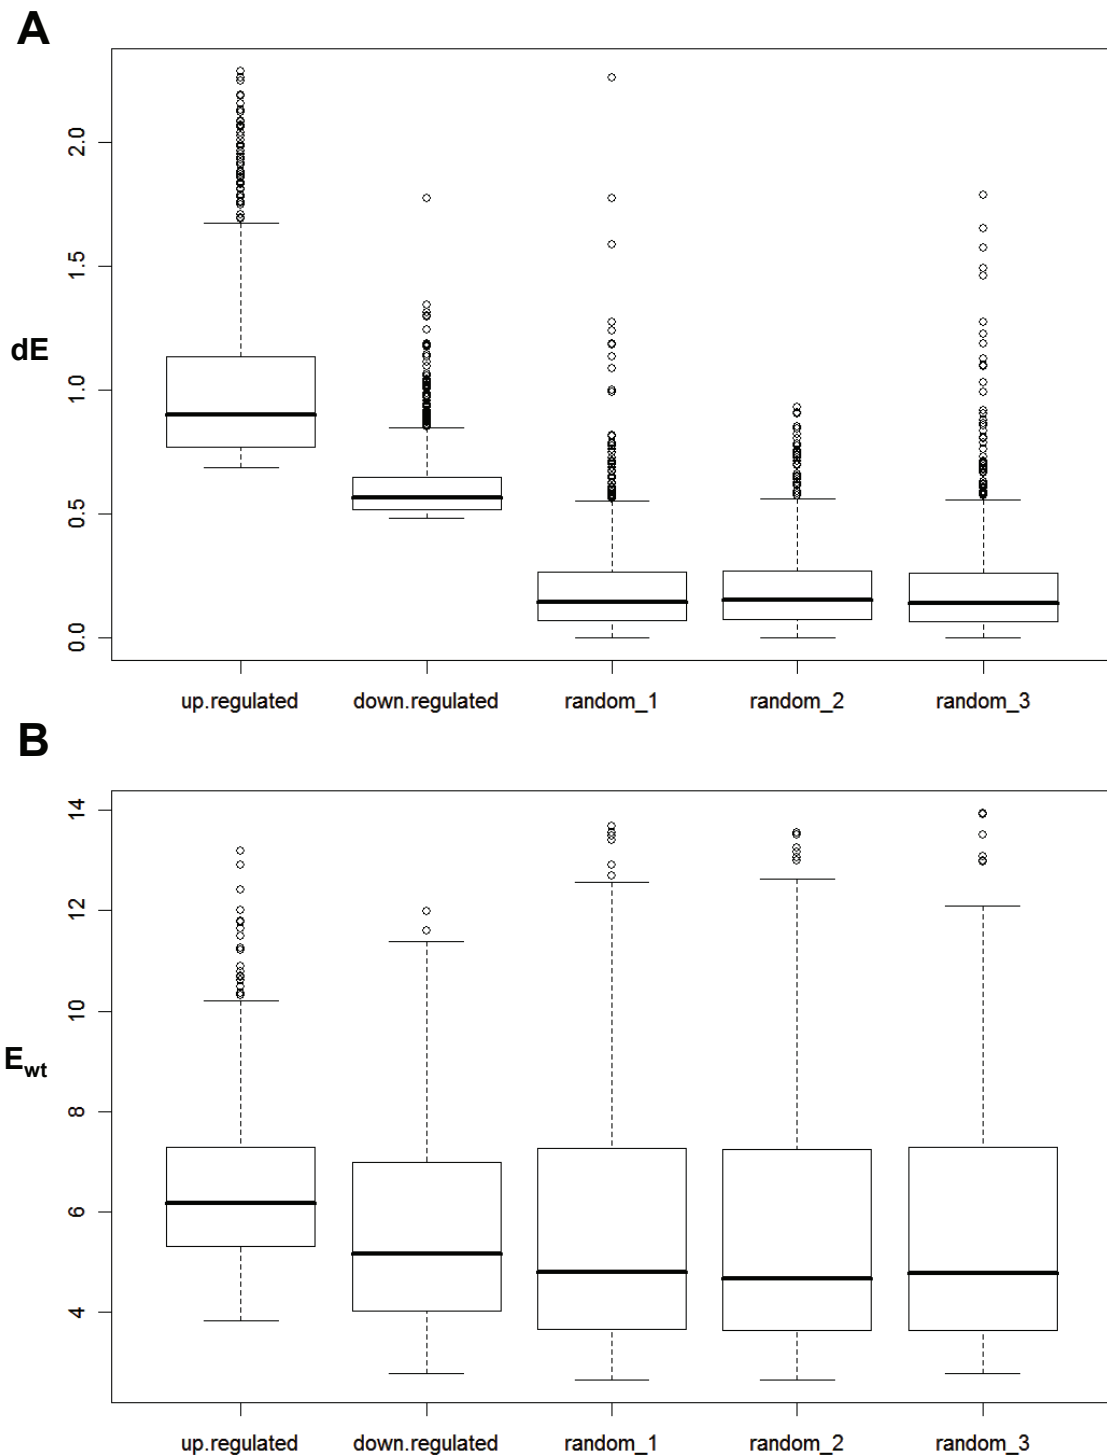 A
2.0
1.5
dE
1.0
0.5
0.0
up.regulated down.regulated random_1 random_2 random_3
B
14
12
10
Ewt
8
6
4
up.regulated down.regulated random_1 random_2 random_3